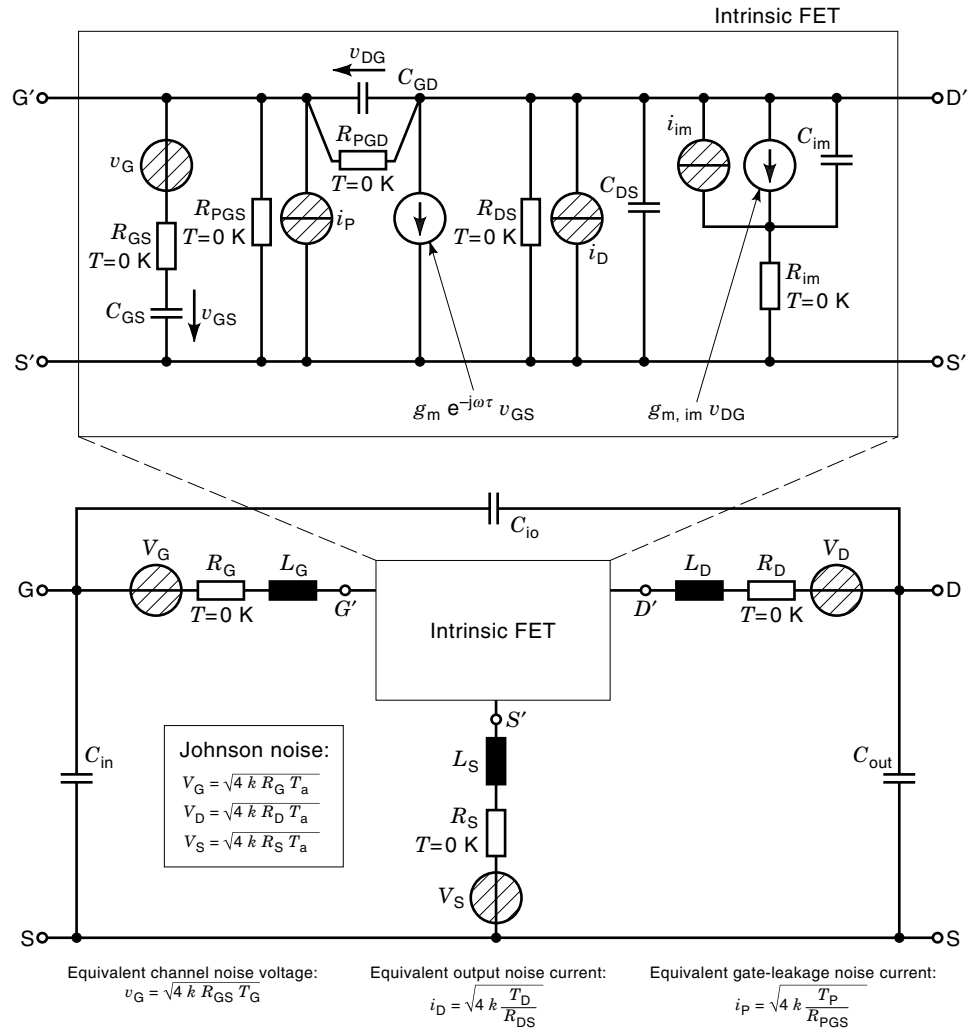 Intrinsic FET
v_DG
C_GD
G′
D′
R_PGD
T=0 K
i_im
C_im
v_G
R_GS
T=0 K
R_PGS
T=0 K
i_P
R_DS
T=0 K
i_D
C_DS
R_im
T=0 K
C_GS
v_GS
S′
S′
g_m e^−jωτ v_GS
g_m, im v_DG
C_io
V_G
R_G
L_G
L_D
R_D
V_D
G
T=0 K
G′
Intrinsic FET
D′
T=0 K
D
S′
C_in
L_S
C_out
Johnson noise:
V_G = √4 k R_G T_a
V_D = √4 k R_D T_a
V_S = √4 k R_S T_a
R_S
T=0 K
V_S
S
S
Equivalent channel noise voltage:
v_G = √4 k R_GS T_G
Equivalent output noise current:
i_D = √4 k T_D/R_DS
Equivalent gate-leakage noise current:
i_P = √4 k T_P/R_PGS